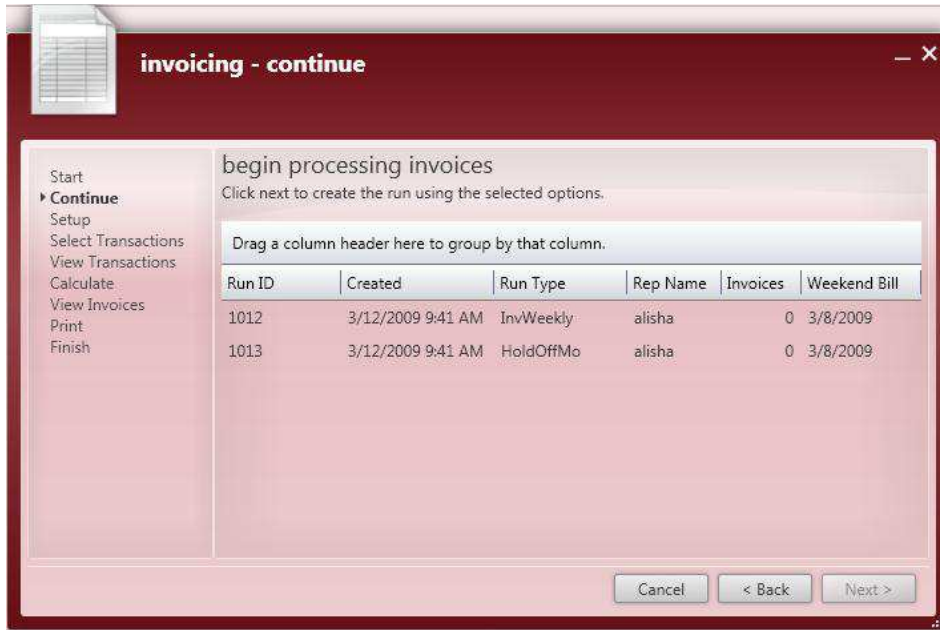 invoicing - continue
Start
Continue
Setup
Select Transactions
View Transactions
Calculate
View Invoices
Print
Finish
begin processing invoices
Click next to create the run using the selected options.
Drag a column header here to group by that column.
Run ID Created Run Type Rep Name Invoices Weekend Bill
1012 3/12/2009 9:41 AM InvWeekly alisha 0 3/8/2009
1013 3/12/2009 9:41 AM HoldOffMo alisha 0 3/8/2009
Cancel < Back Next >